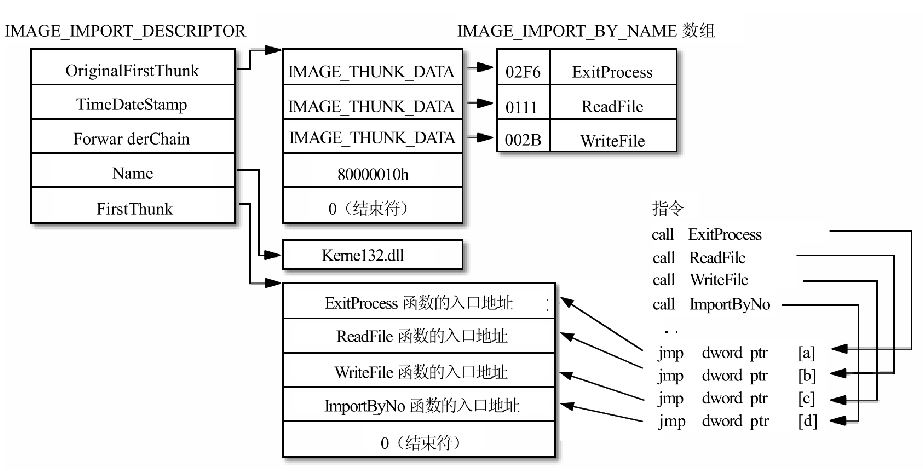 IMAGE_IMPORT_DESCRIPTOR
OriginalFirstThunk
TimeDateStamp
Forwar derChain
Name
FirstThunk
IMAGE_THUNK_DATA
IMAGE_THUNK_DATA
IMAGE_THUNK_DATA
80000010h
0（结束符）
IMAGE_IMPORT_BY_NAME 数组
02F6 ExitProcess
0111 ReadFile
002B WriteFile
Kerne132.dll
ExitProcess 函数的入口地址 :
ReadFile 函数的入口地址
WriteFile 函数的入口地址
ImportByNo 函数的入口地址
0（结束符）
指令
call ExitProcess
call ReadFile
call WriteFile
call ImportByNo
..
jmp dword ptr [a]
jmp dword ptr [b]
jmp dword ptr [c]
jmp dword ptr [d]